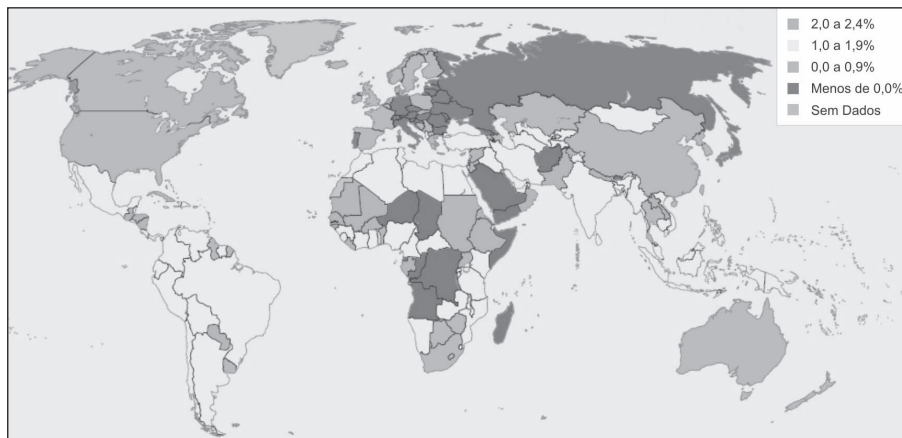 2,0 a 2,4%
1,0 a 1,9%
0,0 a 0,9%
Menos de 0,0%
Sem Dados